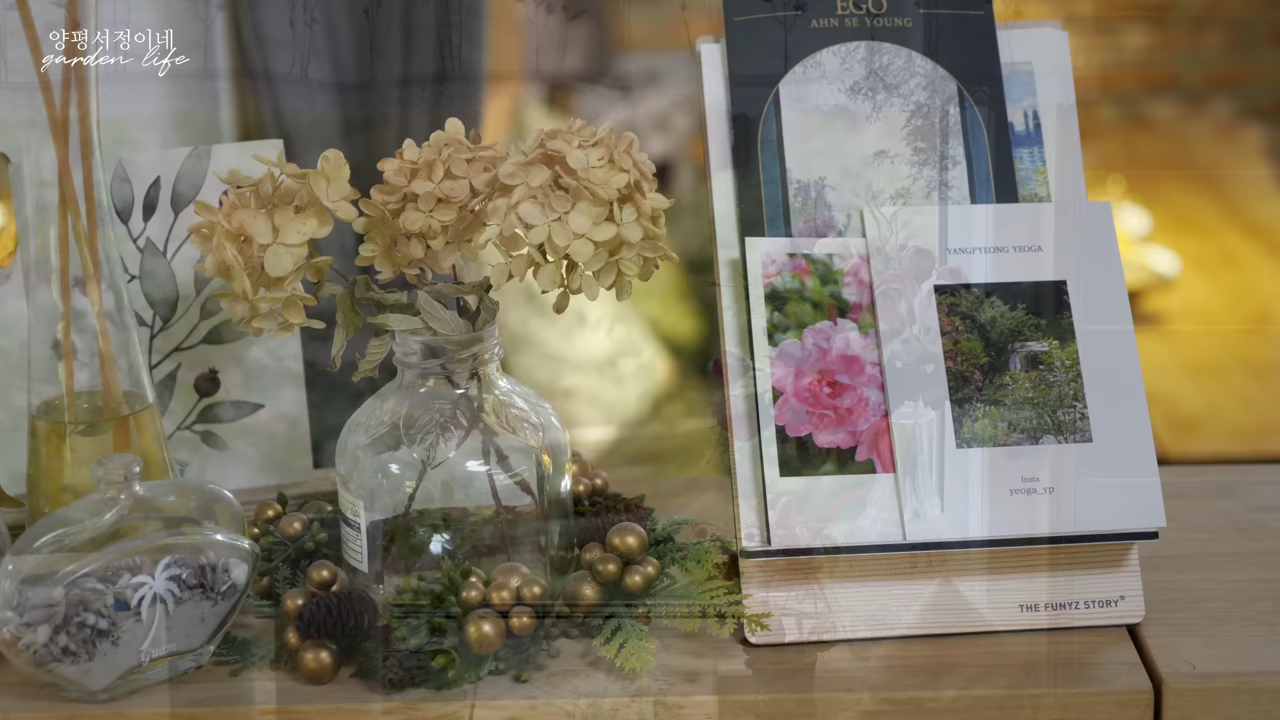 양평서정이네
garden life
EGO
AHN SE YOUNG
YANGPYEONG YEOGA
Insta
yeoga_yp
THE FUNYZ STORY®
Guam